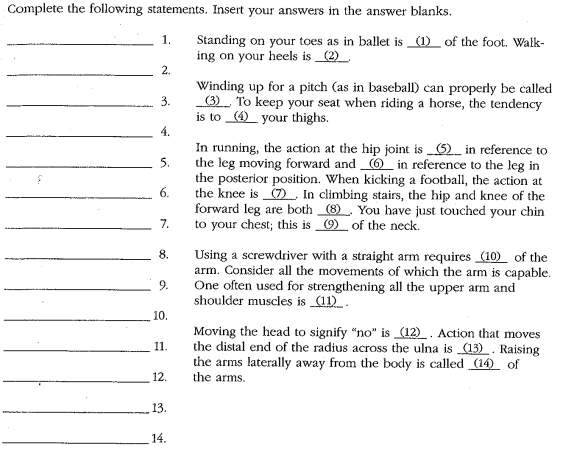 Complete the following statements. Insert your answers in the answer blanks.
1. Standing on your toes as in ballet is (1) of the foot. Walk-
ing on your heels is (2).
2.
Winding up for a pitch (as in baseball) can properly be called
3. (3). To keep your seat when riding a horse, the tendency
is to (4) your thighs.
4.
In running, the action at the hip joint is (5) in reference to
5. the leg moving forward and (6) in reference to the leg in
the posterior position. When kicking a football, the action at
6. the knee is (7). In climbing stairs, the hip and knee of the
forward leg are both (8). You have just touched your chin
7. to your chest; this is (9) of the neck.
8. Using a screwdriver with a straight arm requires (10) of the
arm. Consider all the movements of which the arm is capable.
9. One often used for strengthening all the upper arm and
shoulder muscles is (11).
10.
Moving the head to signify "no" is (12). Action that moves
11. the distal end of the radius across the ulna is (13). Raising
the arms laterally away from the body is called (14) of
12. the arms.
13.
14.